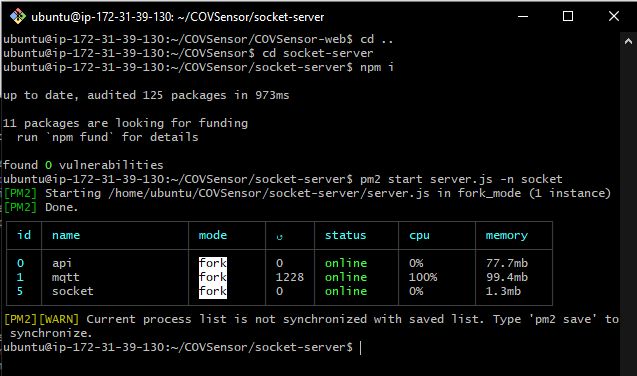 ubuntu@ip-172-31-39-130: ~/COVSensor/socket-server
ubuntu@ip-172-31-39-130:~/COVSensor/COVSensor-web$ cd ..
ubuntu@ip-172-31-39-130:~/COVSensor$ cd socket-server
ubuntu@ip-172-31-39-130:~/COVSensor/socket-server$ npm i
up to date, audited 125 packages in 973ms
11 packages are looking for funding
run `npm fund` for details
found 0 vulnerabilities
ubuntu@ip-172-31-39-130:~/COVSensor/socket-server$ pm2 start server.js -n socket
[PM2] Starting /home/ubuntu/COVSensor/socket-server/server.js in fork_mode (1 instance)
[PM2] Done.
id name mode ↺ status cpu memory
0 api fork 0 online 0% 77.7mb
1 mqtt fork 1228 online 100% 99.4mb
5 socket fork 0 online 0% 1.3mb
[PM2][WARN] Current process list is not synchronized with saved list. Type 'pm2 save' to
synchronize.
ubuntu@ip-172-31-39-130:~/COVSensor/socket-server$